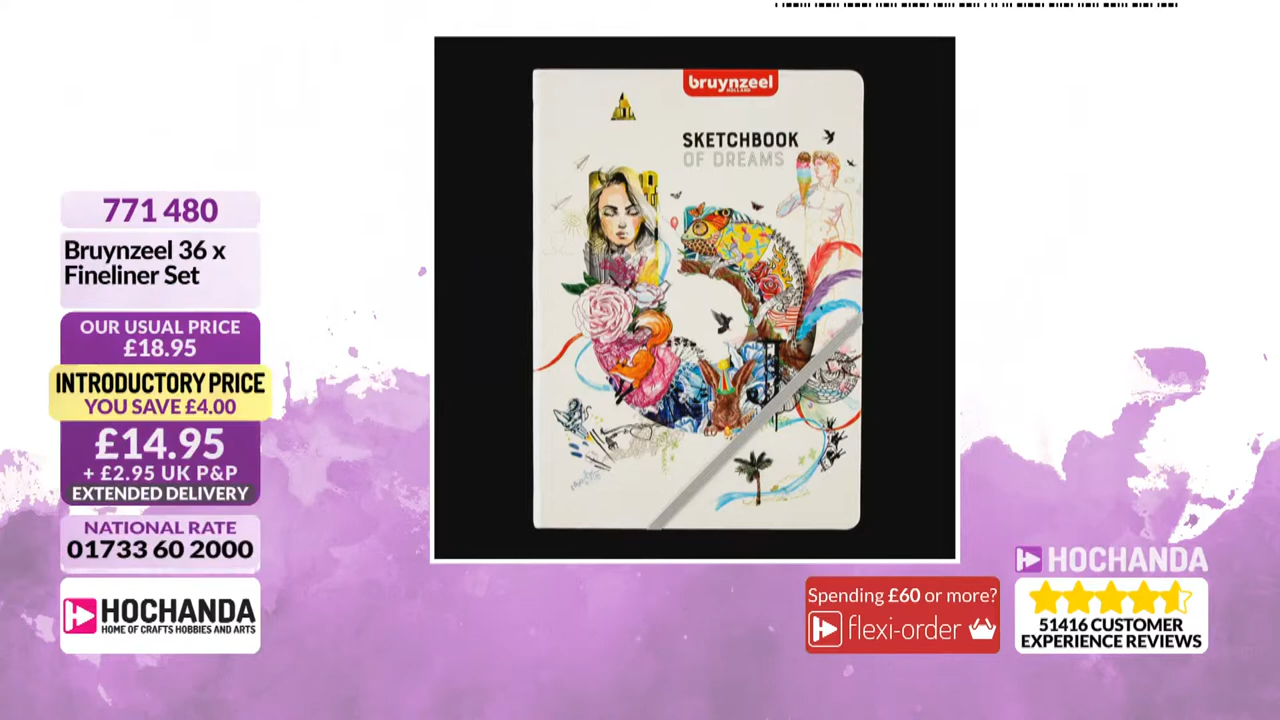 771 480
Bruynzeel 36 x
Fineliner Set
OUR USUAL PRICE
£18.95
INTRODUCTORY PRICE
YOU SAVE £4.00
£14.95
+ £2.95 UK P&P
EXTENDED DELIVERY
NATIONAL RATE
01733 60 2000
HOCHANDA
HOME OF CRAFTS HOBBIES AND ARTS
bruynzeel
HOLLAND
SKETCHBOOK
OF DREAMS
Spending £60 or more?
flexi-order
HOCHANDA
51416 CUSTOMER
EXPERIENCE REVIEWS